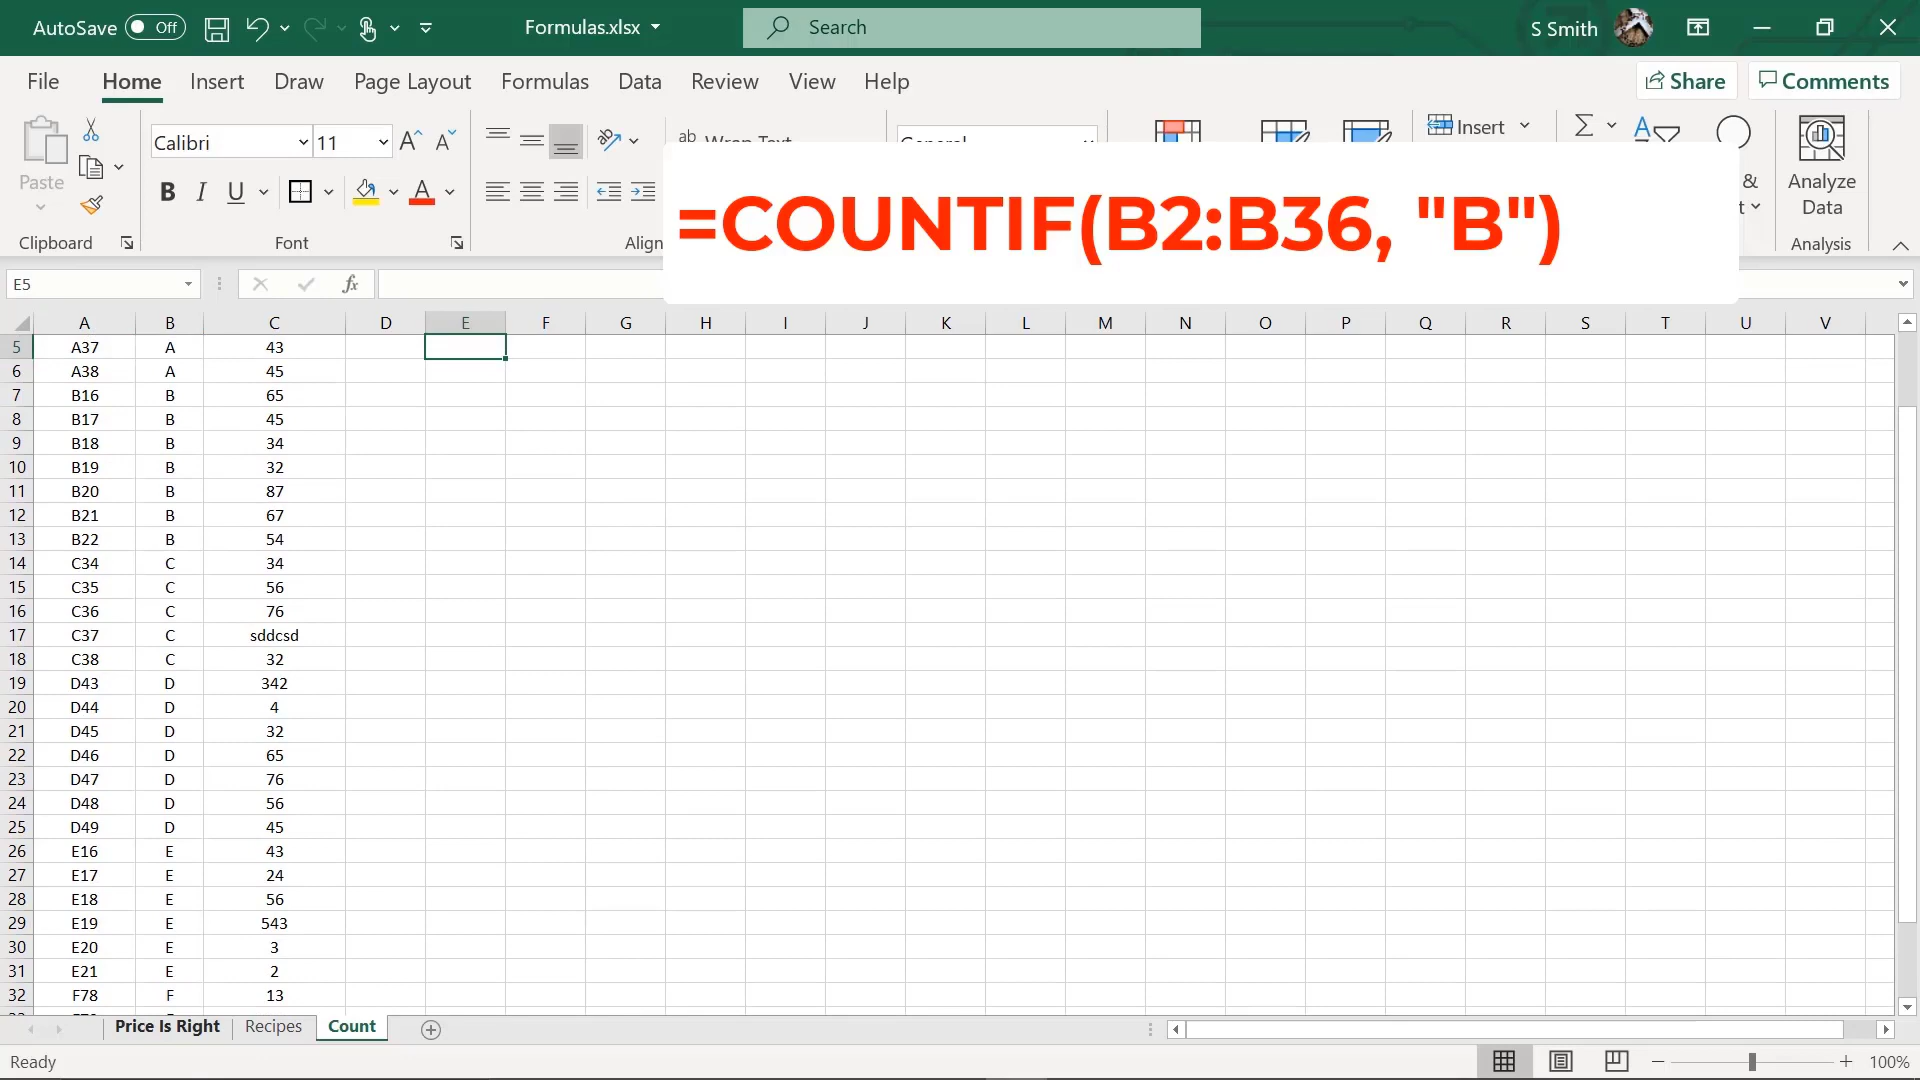 AutoSave Off Formulas.xlsx Search S Smith
File Home Insert Draw Page Layout Formulas Data Review View Help Share Comments
Calibri 11 A A ab Wrap Text General Insert
Paste B I U A & Analyze Data
Clipboard Font Align Analysis
=COUNTIF(B2:B36, "B")
E5 fx
A B C D E F G H I J K L M N O P Q R S T U V
5 A37 A 43
6 A38 A 45
7 B16 B 65
8 B17 B 45
9 B18 B 34
10 B19 B 32
11 B20 B 87
12 B21 B 67
13 B22 B 54
14 C34 C 34
15 C35 C 56
16 C36 C 76
17 C37 C sddcsd
18 C38 C 32
19 D43 D 342
20 D44 D 4
21 D45 D 32
22 D46 D 65
23 D47 D 76
24 D48 D 56
25 D49 D 45
26 E16 E 43
27 E17 E 24
28 E18 E 56
29 E19 E 543
30 E20 E 3
31 E21 E 2
32 F78 F 13
Price Is Right Recipes Count
Ready 100%